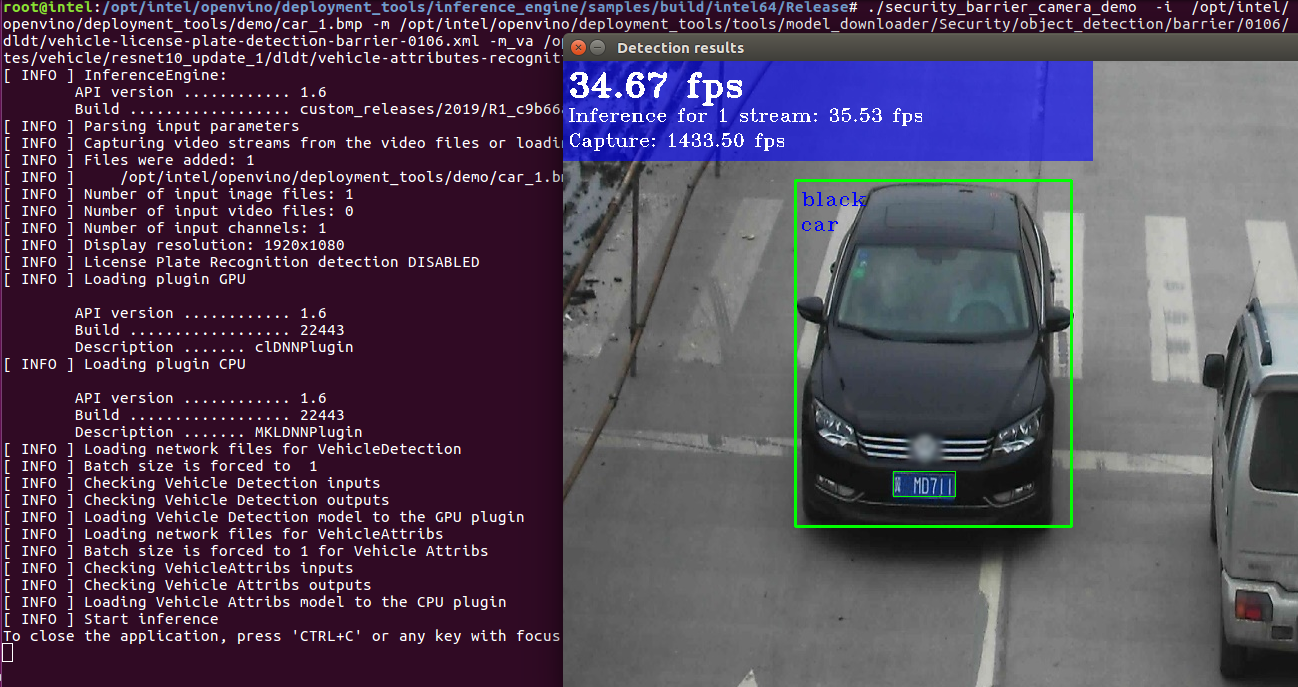 root@intel:/opt/intel/openvino/deployment_tools/inference_engine/samples/build/intel64/Release# ./security_barrier_camera_demo -i /opt/intel/
openvino/deployment_tools/demo/car_1.bmp -m /opt/intel/openvino/deployment_tools/tools/model_downloader/Security/object_detection/barrier/0106/
dldt/vehicle-license-plate-detection-barrier-0106.xml -m_va /o
tes/vehicle/resnet10_update_1/dldt/vehicle-attributes-recogniti
[ INFO ] InferenceEngine:
API version ............ 1.6
Build .................. custom_releases/2019/R1_c9b66
[ INFO ] Parsing input parameters
[ INFO ] Capturing video streams from the video files or loadi
[ INFO ] Files were added: 1
[ INFO ] /opt/intel/openvino/deployment_tools/demo/car_1.b
[ INFO ] Number of input image files: 1
[ INFO ] Number of input video files: 0
[ INFO ] Number of input channels: 1
[ INFO ] Display resolution: 1920x1080
[ INFO ] License Plate Recognition detection DISABLED
[ INFO ] Loading plugin GPU
API version ............ 1.6
Build .................. 22443
Description ....... clDNNPlugin
[ INFO ] Loading plugin CPU
API version ............ 1.6
Build .................. 22443
Description ....... MKLDNNPlugin
[ INFO ] Loading network files for VehicleDetection
[ INFO ] Batch size is forced to  1
[ INFO ] Checking Vehicle Detection inputs
[ INFO ] Checking Vehicle Detection outputs
[ INFO ] Loading Vehicle Detection model to the GPU plugin
[ INFO ] Loading network files for VehicleAttribs
[ INFO ] Batch size is forced to 1 for Vehicle Attribs
[ INFO ] Checking VehicleAttribs inputs
[ INFO ] Checking Vehicle Attribs outputs
[ INFO ] Loading Vehicle Attribs model to the CPU plugin
[ INFO ] Start inference
To close the application, press 'CTRL+C' or any key with focus
Detection results
34.67 fps
Inference for 1 stream: 35.53 fps
Capture: 1433.50 fps
black
car
MD711